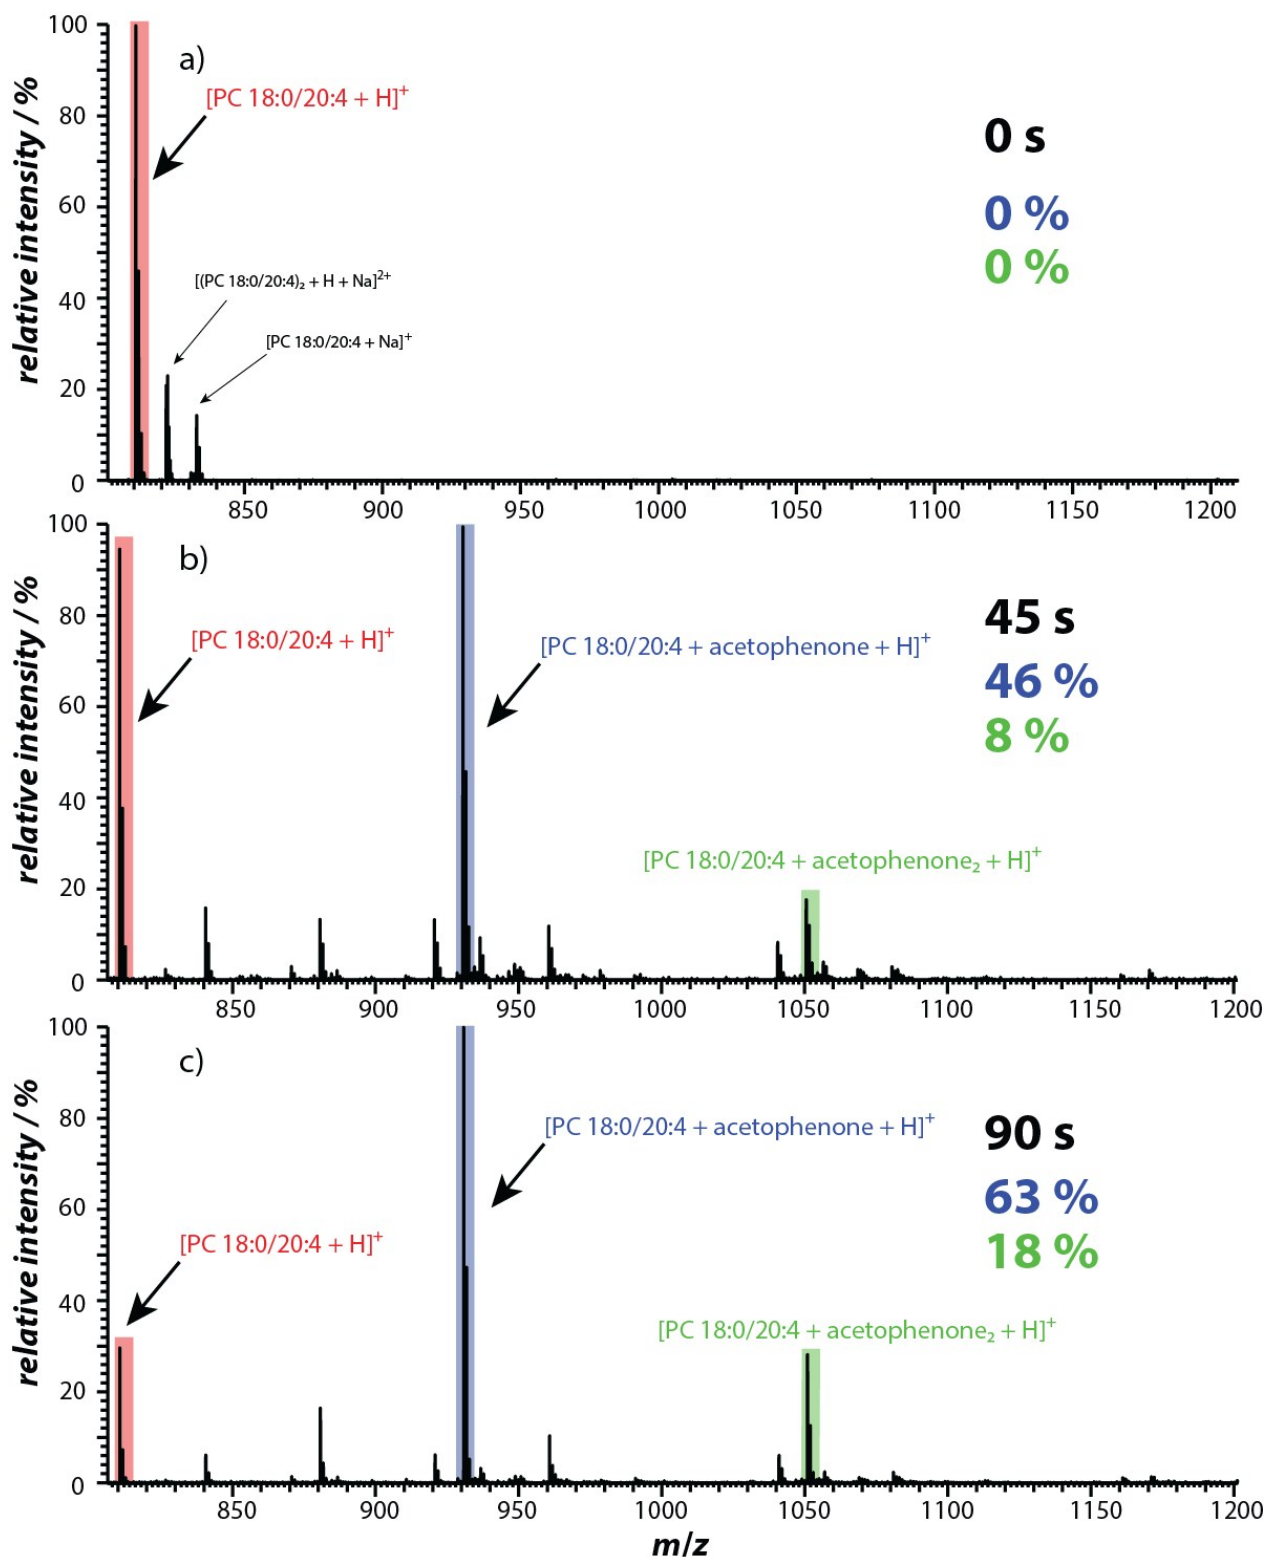 100
a)
[PC 18:0/20:4 + H]⁺
80
0 s
60
0 %
0 %
[(PC 18:0/20:4)₂ + H + Na]²⁺
40
[PC 18:0/20:4 + Na]⁺
20
0
relative intensity / %
850 900 950 1000 1050 1100 1150 1200
100
b)
80
45 s
[PC 18:0/20:4 + H]⁺
[PC 18:0/20:4 + acetophenone + H]⁺
46 %
60
8 %
40
[PC 18:0/20:4 + acetophenone₂ + H]⁺
20
0
relative intensity / %
850 900 950 1000 1050 1100 1150 1200
100
c)
80
[PC 18:0/20:4 + acetophenone + H]⁺
90 s
63 %
60
[PC 18:0/20:4 + H]⁺
18 %
40
[PC 18:0/20:4 + acetophenone₂ + H]⁺
20
0
relative intensity / %
850 900 950 1000 1050 1100 1150 1200
m/z